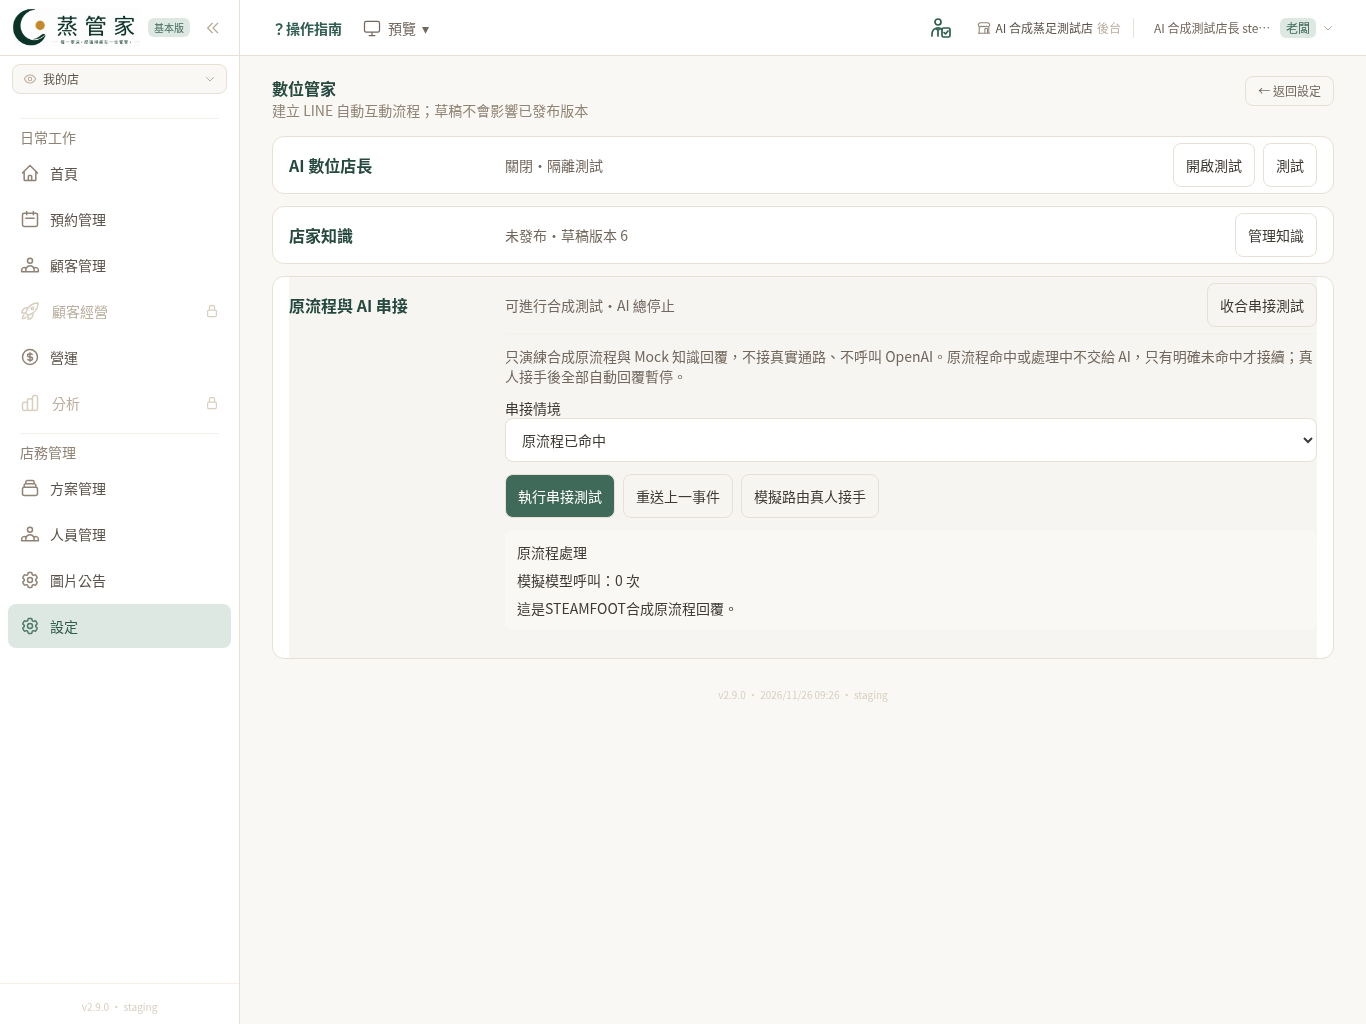 蒸管家
基本版
我的店
日常工作
首頁
預約管理
顧客管理
顧客經營
營運
分析
店務管理
方案管理
人員管理
圖片公告
設定
v2.9.0 · staging
?操作指南
預覽 ▾
AI 合成蒸足測試店 後台
AI 合成測試店長 ste…
老闆
數位管家
建立 LINE 自動互動流程；草稿不會影響已發布版本
← 返回設定
AI 數位店長
關閉・隔離測試
開啟測試
測試
店家知識
未發布・草稿版本 6
管理知識
原流程與 AI 串接
可進行合成測試・AI 總停止
收合串接測試
只演練合成原流程與 Mock 知識回覆，不接真實通路、不呼叫 OpenAI。原流程命中或處理中不交給 AI，只有明確未命中才接續；真
人接手後全部自動回覆暫停。
串接情境
原流程已命中
執行串接測試
重送上一事件
模擬路由真人接手
原流程處理
模擬模型呼叫：0 次
這是STEAMFOOT合成原流程回覆。
v2.9.0 · 2026/11/26 09:26 · staging